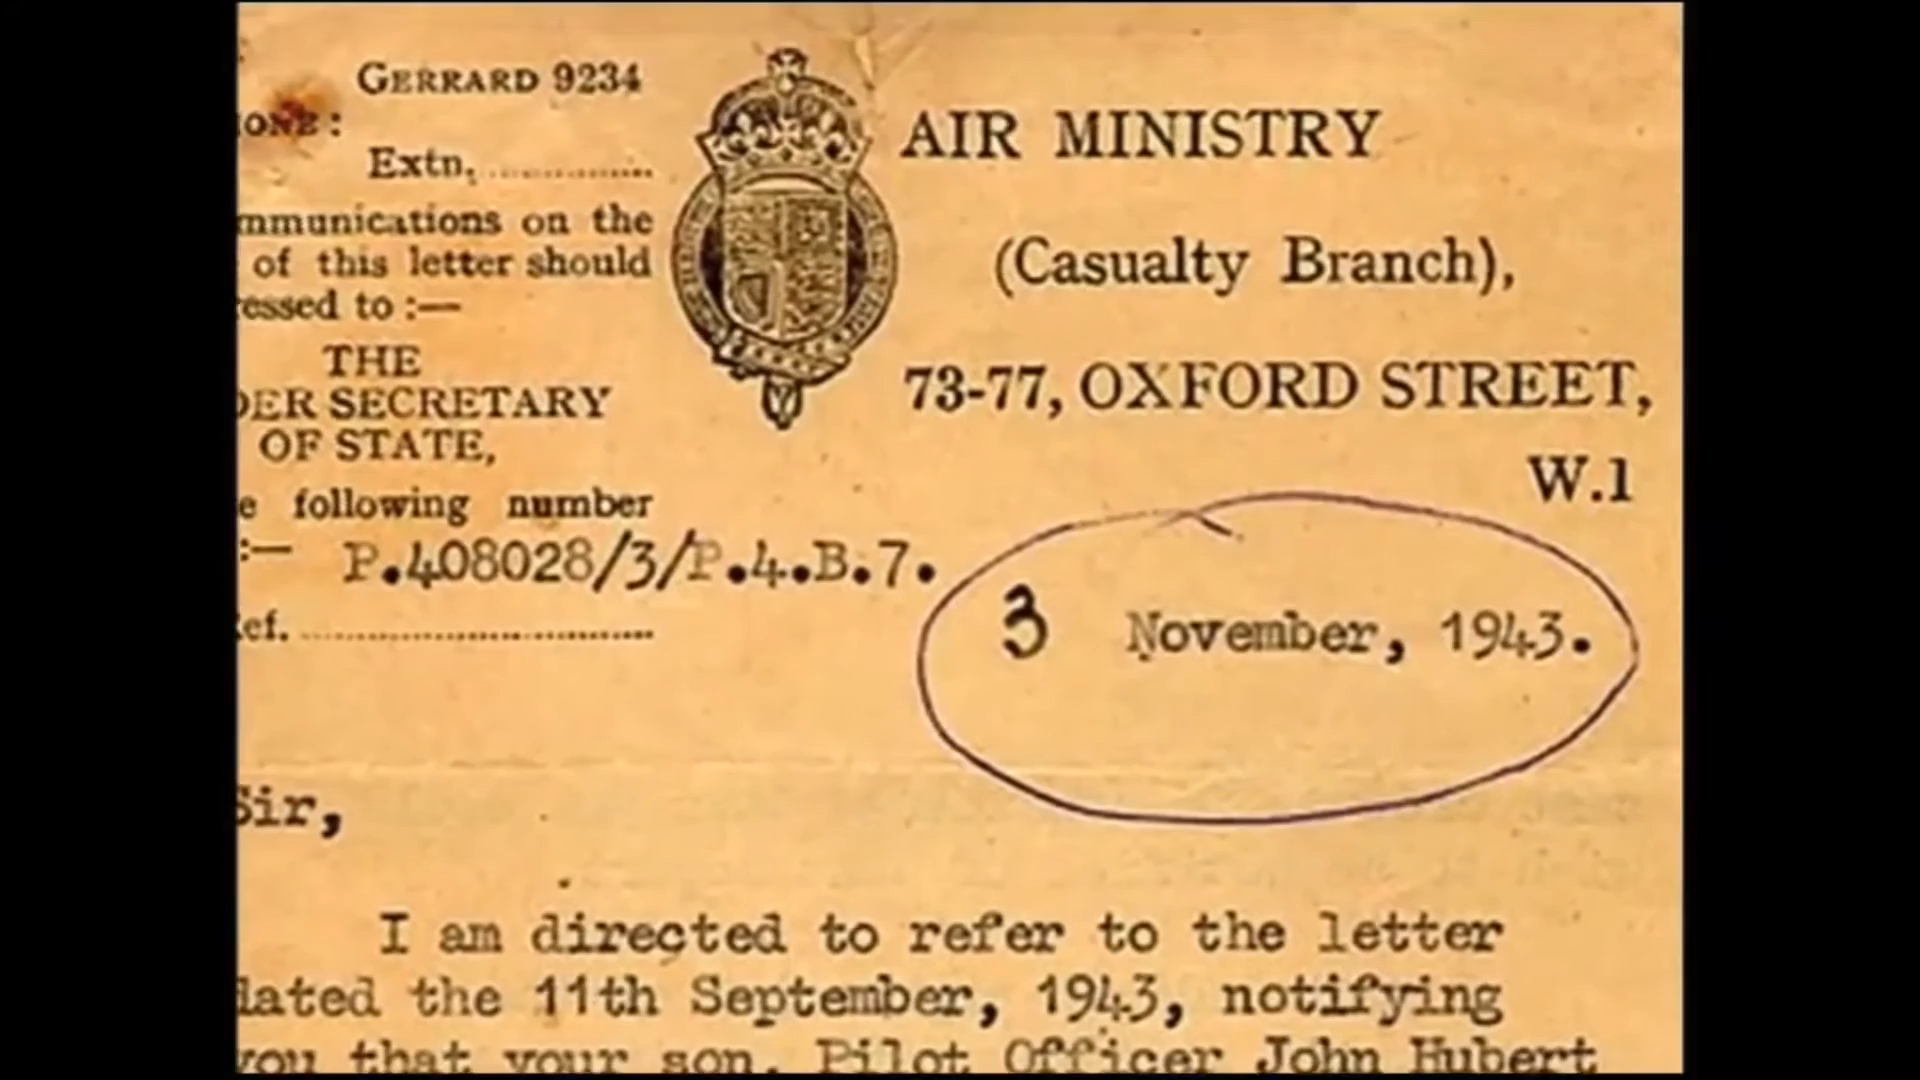 GERRARD 9234
ONE:
Extn. ..............
mmunications on the
of this letter should
essed to :—
THE
DER SECRETARY
OF STATE,
e following number
:— P.408028/3/P.4.B.7.
ef. ..............................
AIR MINISTRY
(Casualty Branch),
73-77, OXFORD STREET,
W.1
3 November, 1943.
Sir,
I am directed to refer to the letter
dated the 11th September, 1943, notifying
you that your son, Pilot Officer John Hubert